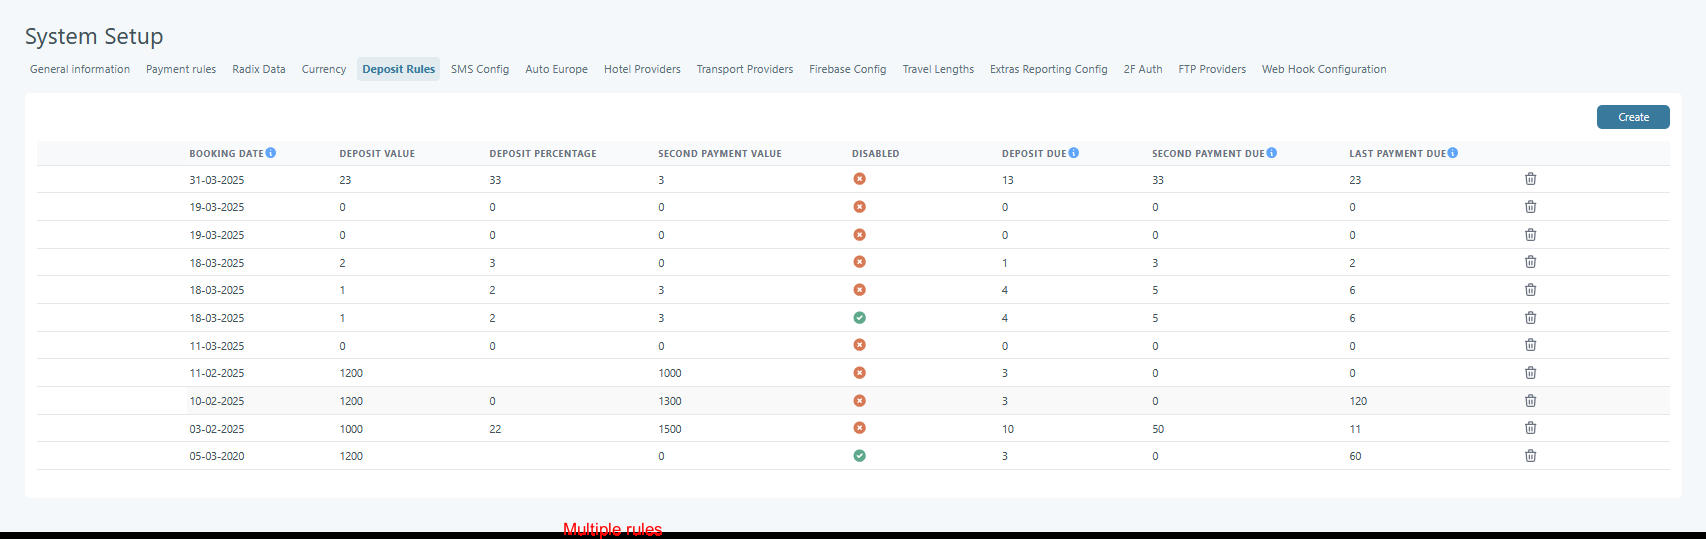 System Setup
General information Payment rules Radix Data Currency Deposit Rules SMS Config Auto Europe Hotel Providers Transport Providers Firebase Config Travel Lengths Extras Reporting Config 2F Auth FTP Providers Web Hook Configuration
Create
BOOKING DATE DEPOSIT VALUE DEPOSIT PERCENTAGE SECOND PAYMENT VALUE DISABLED DEPOSIT DUE SECOND PAYMENT DUE LAST PAYMENT DUE
31-03-2025 23 33 3 13 33 23
19-03-2025 0 0 0 0 0 0
19-03-2025 0 0 0 0 0 0
18-03-2025 2 3 0 1 3 2
18-03-2025 1 2 3 4 5 6
18-03-2025 1 2 3 4 5 6
11-03-2025 0 0 0 0 0 0
11-02-2025 1200 1000 3 0 0
10-02-2025 1200 0 1300 3 0 120
03-02-2025 1000 22 1500 10 50 11
05-03-2020 1200 0 3 0 60
Multiple rules